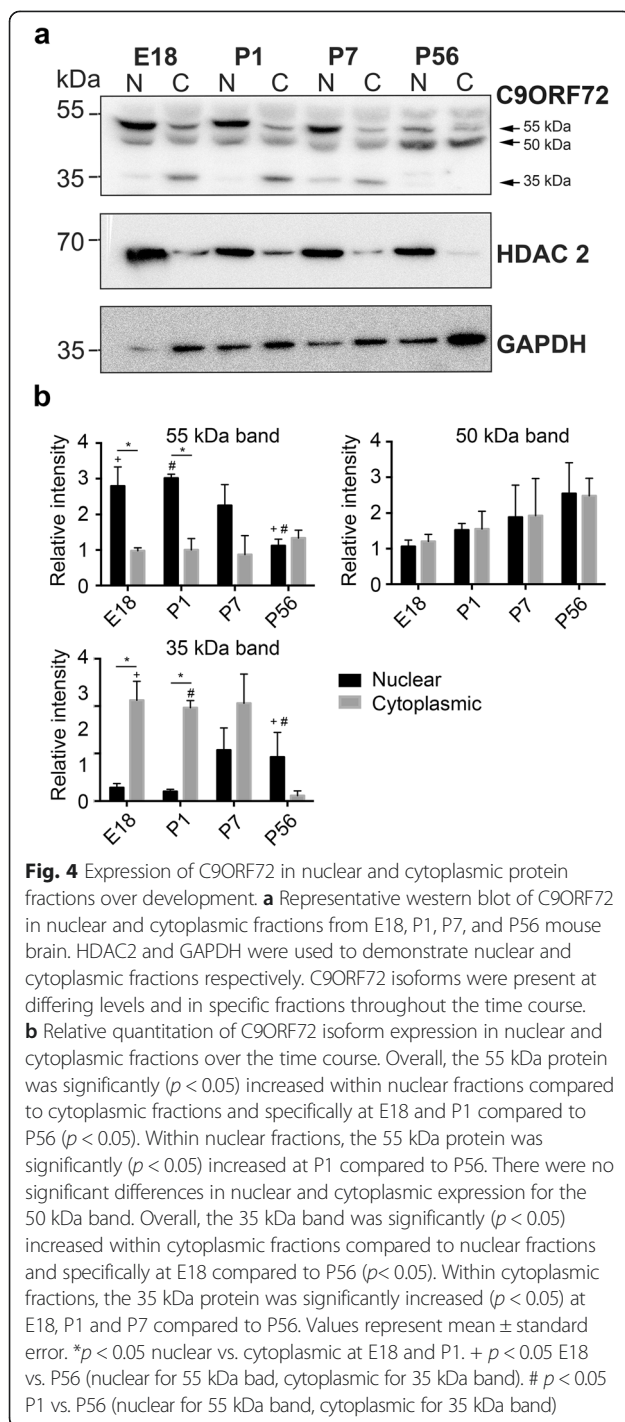 a
E18 P1 P7 P56
kDa N C N C N C N C C9ORF72
55
55 kDa
50 kDa
35
35 kDa
70
HDAC 2
35
GAPDH
b
55 kDa band
Relative intensity
4
3
2
1
0
+ * # * + #
E18 P1 P7 P56
50 kDa band
Relative intensity
4
3
2
1
0
E18 P1 P7 P56
35 kDa band
Relative intensity
4
3
2
1
0
* + * # + #
E18 P1 P7 P56
Nuclear
Cytoplasmic
Fig. 4 Expression of C9ORF72 in nuclear and cytoplasmic protein
fractions over development. a Representative western blot of C9ORF72
in nuclear and cytoplasmic fractions from E18, P1, P7, and P56 mouse
brain. HDAC2 and GAPDH were used to demonstrate nuclear and
cytoplasmic fractions respectively. C9ORF72 isoforms were present at
differing levels and in specific fractions throughout the time course.
b Relative quantitation of C9ORF72 isoform expression in nuclear and
cytoplasmic fractions over the time course. Overall, the 55 kDa protein
was significantly (p < 0.05) increased within nuclear fractions compared
to cytoplasmic fractions and specifically at E18 and P1 compared to
P56 (p < 0.05). Within nuclear fractions, the 55 kDa protein was
significantly (p < 0.05) increased at P1 compared to P56. There were no
significant differences in nuclear and cytoplasmic expression for the
50 kDa band. Overall, the 35 kDa band was significantly (p < 0.05)
increased within cytoplasmic fractions compared to nuclear fractions
and specifically at E18 compared to P56 (p< 0.05). Within cytoplasmic
fractions, the 35 kDa protein was significantly increased (p < 0.05) at
E18, P1 and P7 compared to P56. Values represent mean ± standard
error. *p < 0.05 nuclear vs. cytoplasmic at E18 and P1. + p < 0.05 E18
vs. P56 (nuclear for 55 kDa bad, cytoplasmic for 35 kDa band). # p < 0.05
P1 vs. P56 (nuclear for 55 kDa band, cytoplasmic for 35 kDa band)